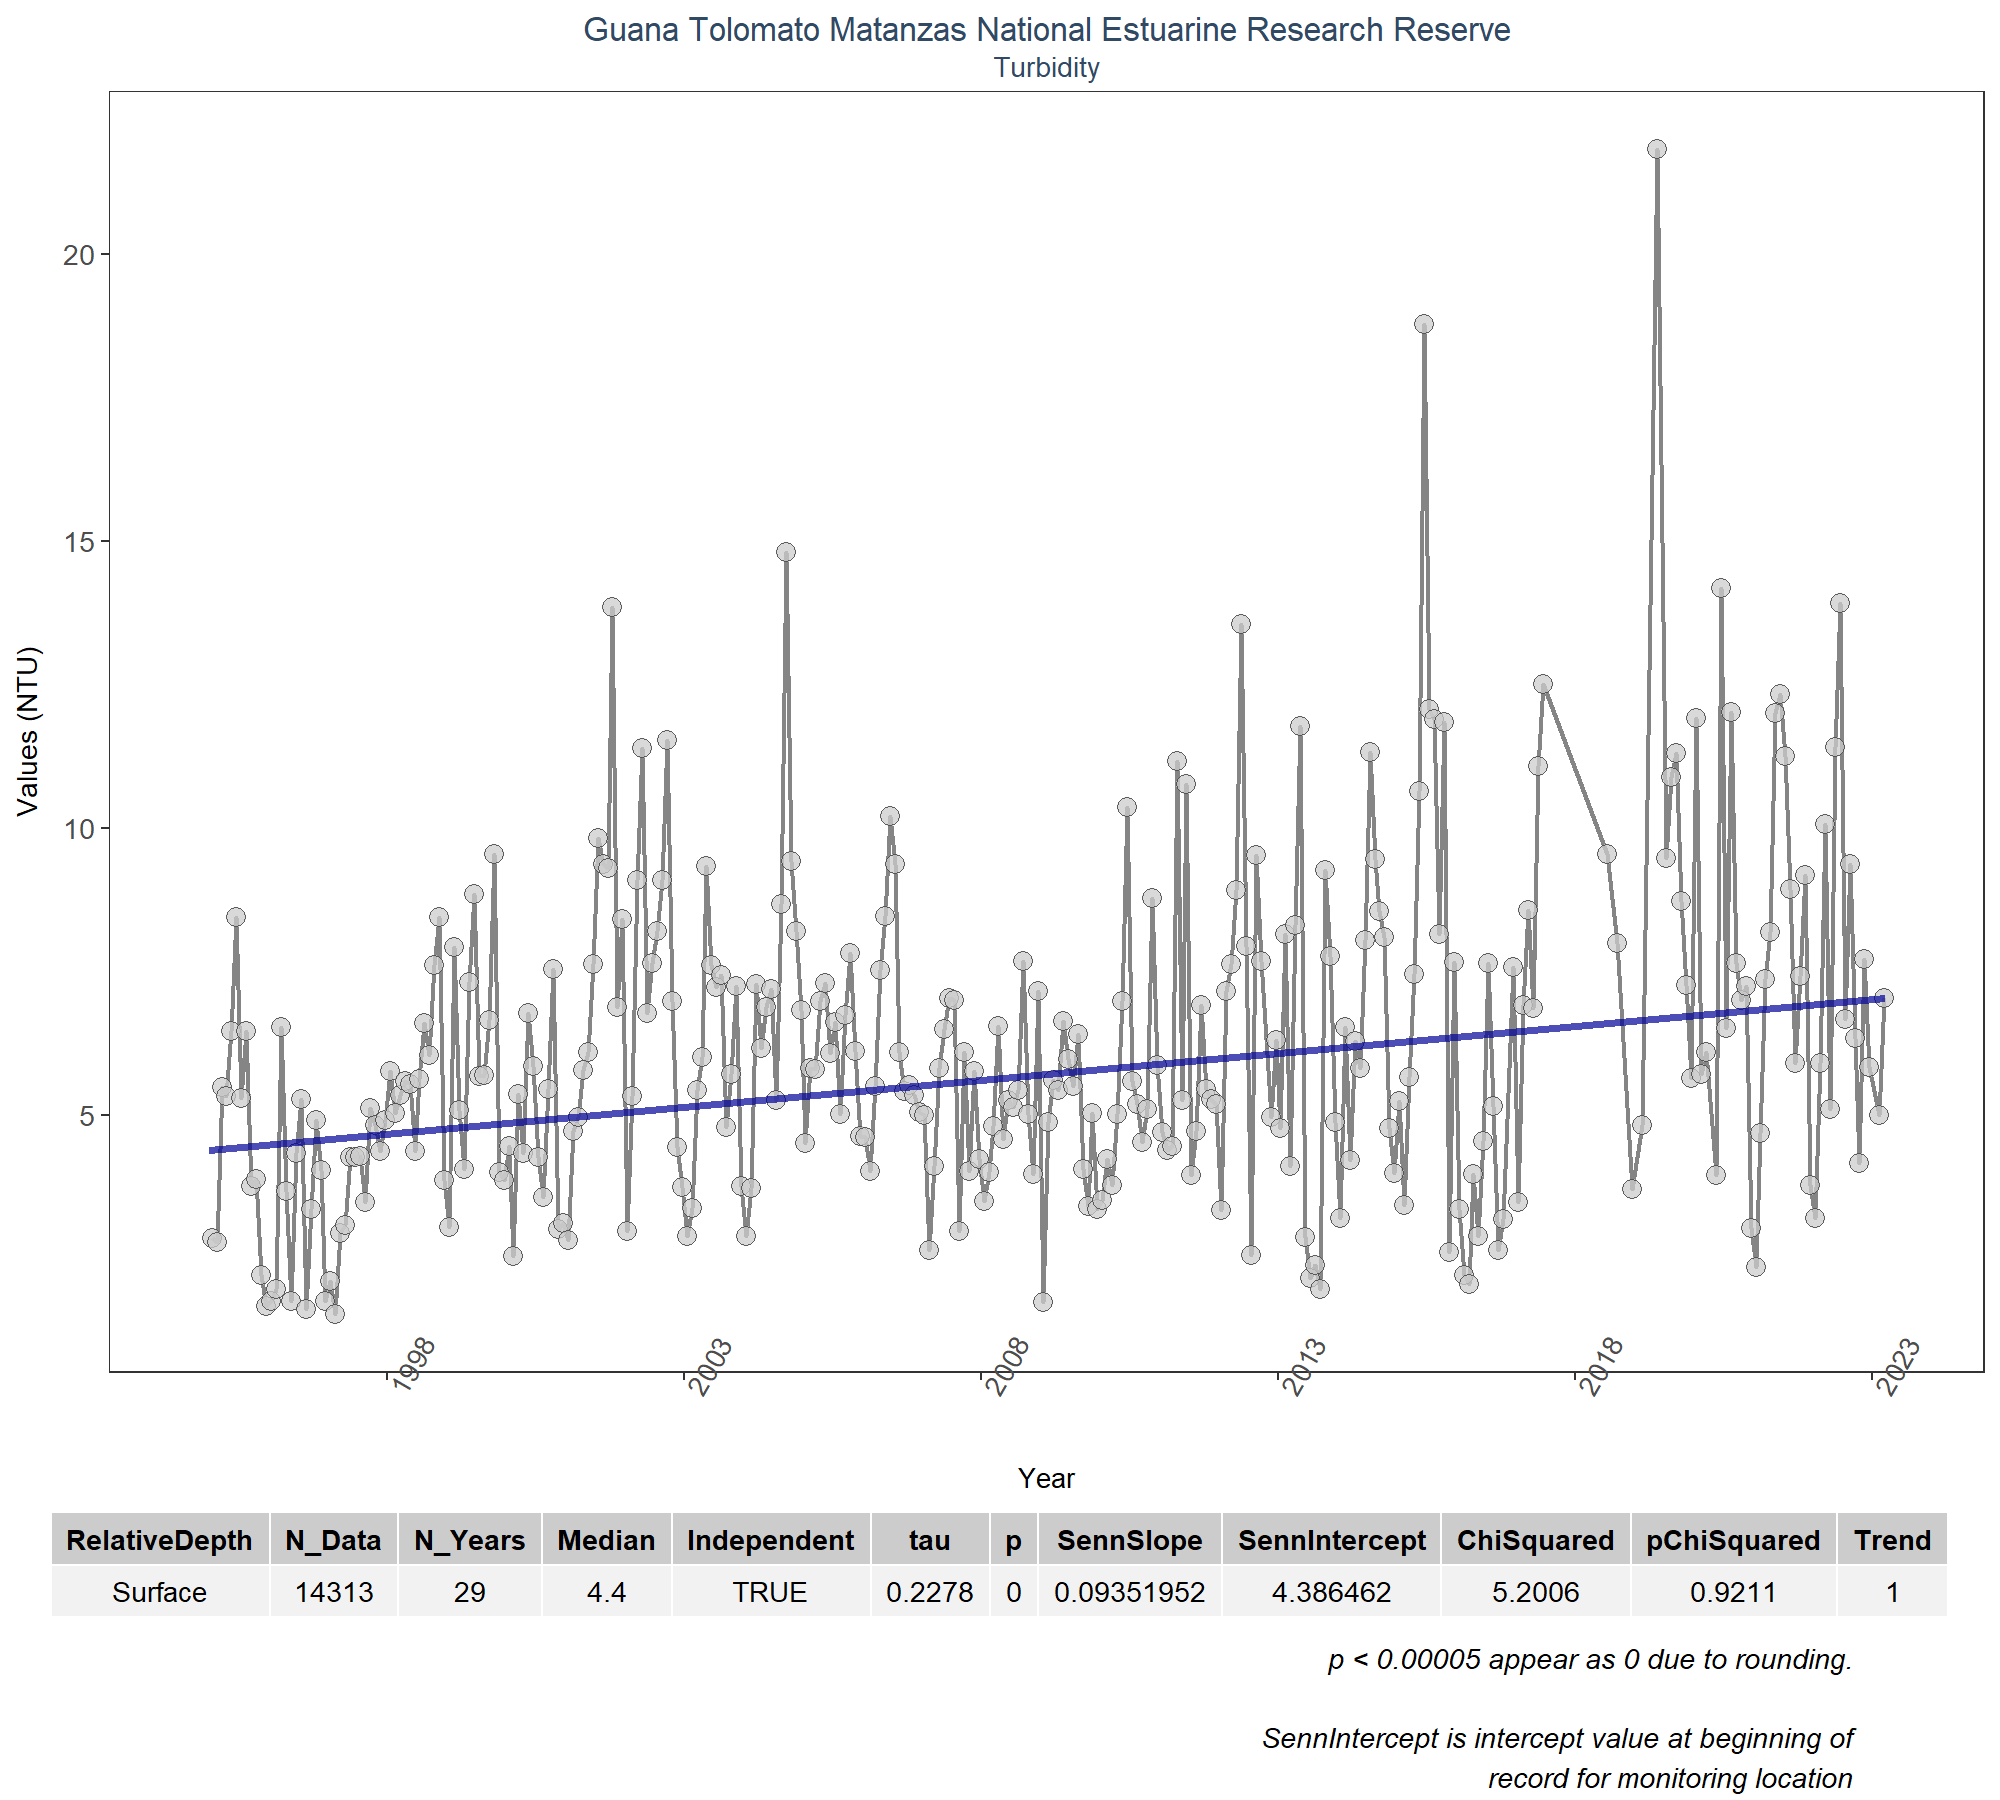 Guana Tolomato Matanzas National Estuarine Research Reserve
Turbidity
20
15
10
5
Values (NTU)
1998
2003
2008
2013
2018
2023
Year
RelativeDepth N_Data N_Years Median Independent tau p SennSlope SennIntercept ChiSquared pChiSquared Trend
Surface 14313 29 4.4 TRUE 0.2278 0 0.09351952 4.386462 5.2006 0.9211 1
p < 0.00005 appear as 0 due to rounding.
SennIntercept is intercept value at beginning of
record for monitoring location